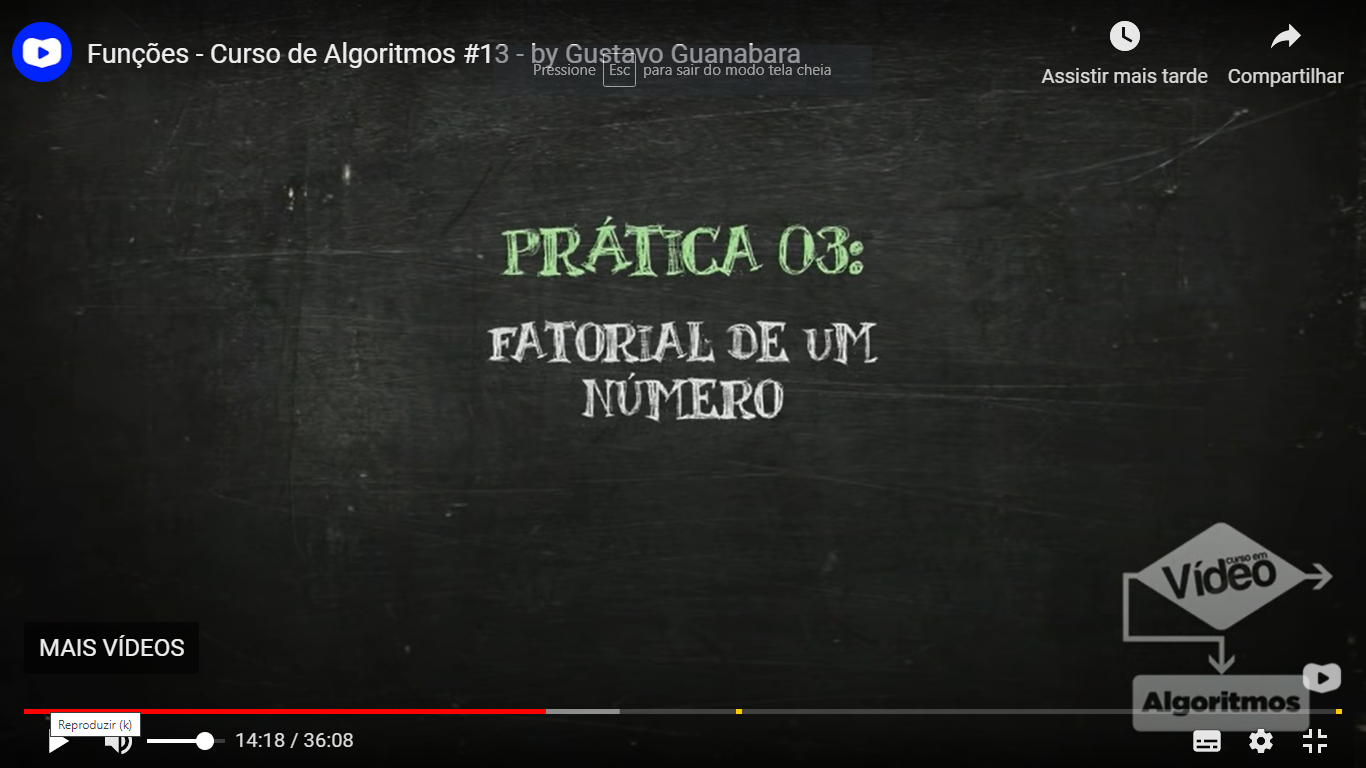 Funções - Curso de Algoritmos #13 - by Gustavo Guanabara
Pressione Esc para sair do modo tela cheia
Assistir mais tarde
Compartilhar
PRÁTICA 03:
FATORIAL DE UM
NÚMERO
curso em
Vídeo
MAIS VÍDEOS
Algoritmos
Reproduzir (k)
14:18 / 36:08